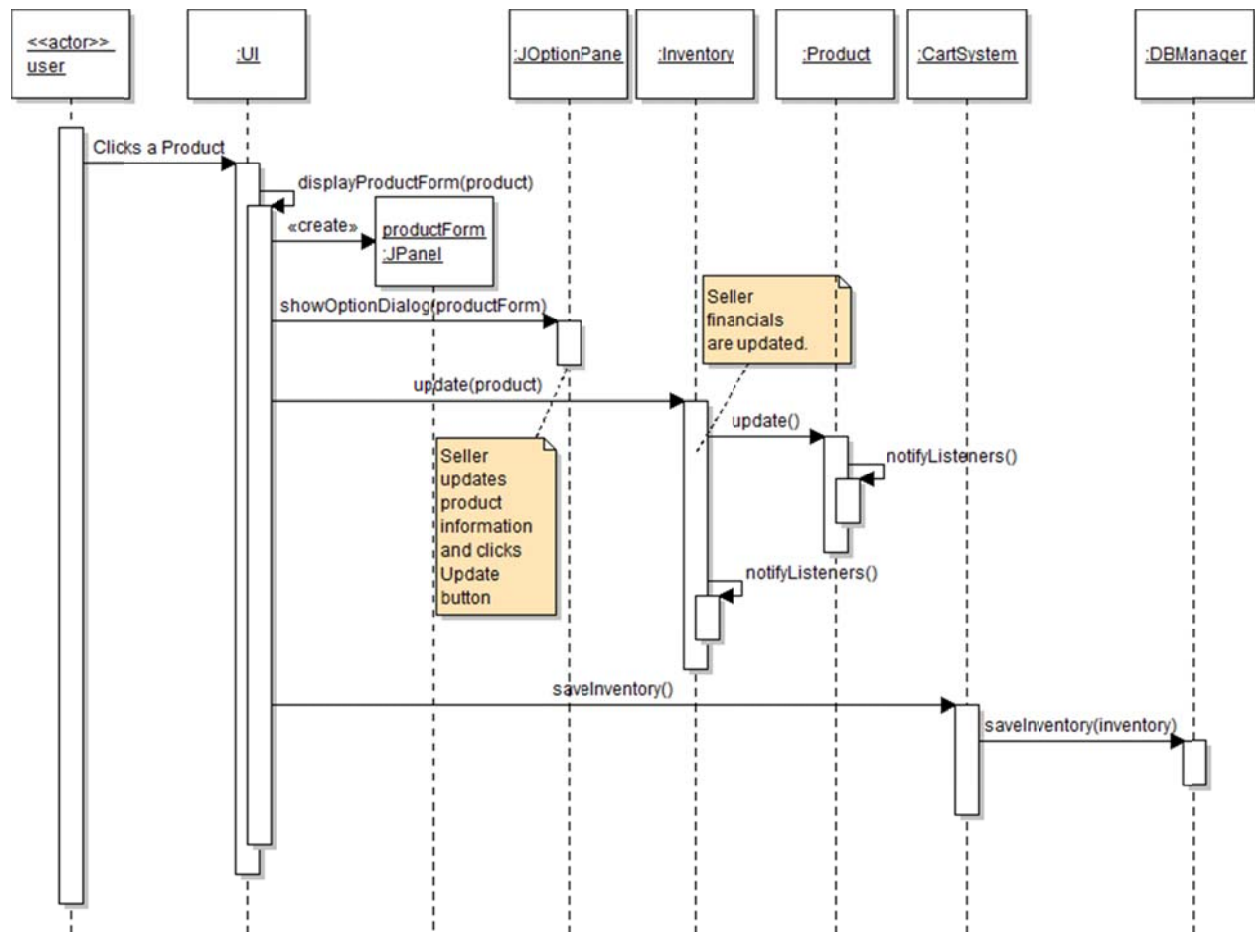 <<actor>>
user
:UI
:JOptionPane
:Inventory
:Product
:CartSystem
:DBManager
Clicks a Product
displayProductForm(product)
«create»
productForm
:JPanel
showOptionDialog(productForm)
Seller
financials
are updated.
update(product)
update()
notifyListeners()
Seller
updates
product
information
and clicks
Update
button
notifyListeners()
saveInventory()
saveInventory(inventory)